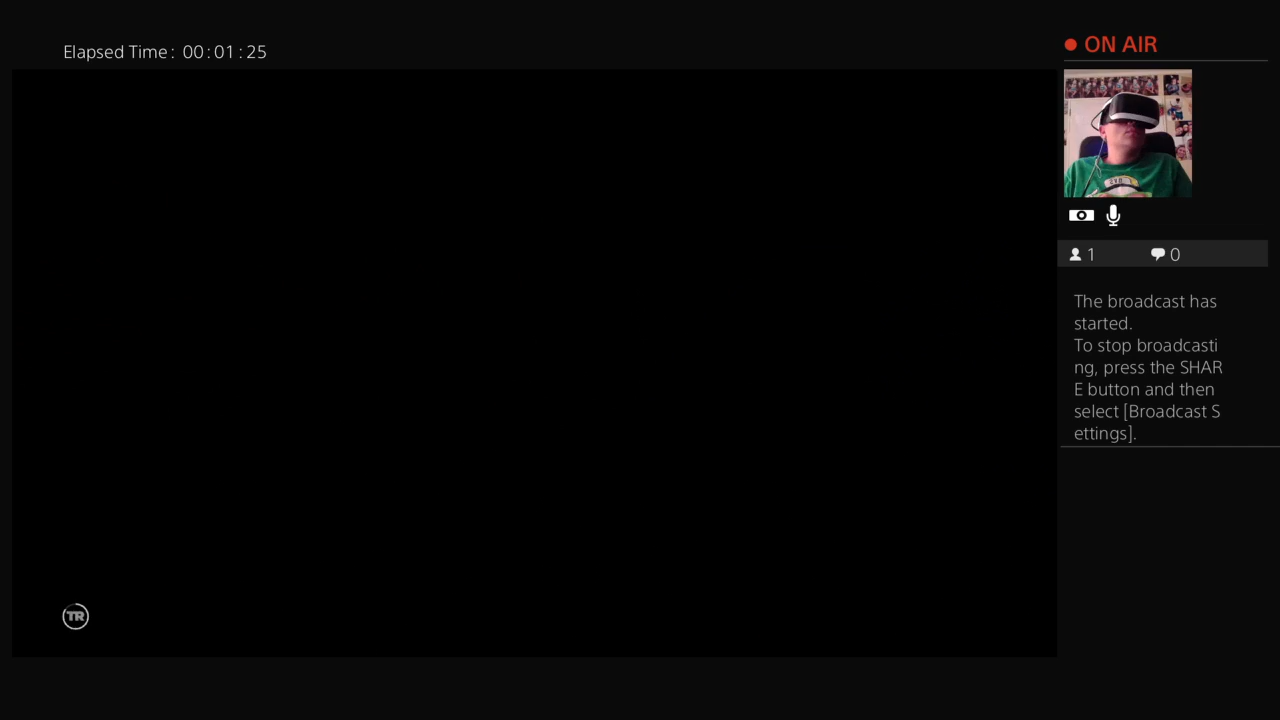 Elapsed Time: 00:01:25
ON AIR
1 0
The broadcast has
started.
To stop broadcasti
ng, press the SHAR
E button and then
select [Broadcast S
ettings].
TR